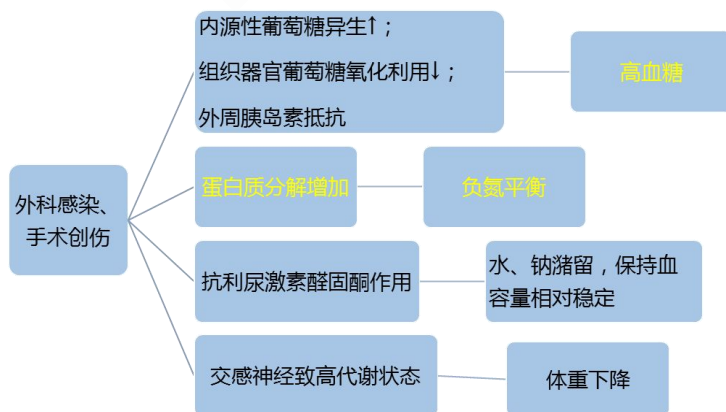 内源性葡萄糖异生↑；
组织器官葡萄糖氧化利用↓；
外周胰岛素抵抗
高血糖
外科感染、
手术创伤
蛋白质分解增加
负氮平衡
抗利尿激素醛固酮作用
水、钠潴留，保持血
容量相对稳定
交感神经致高代谢状态
体重下降